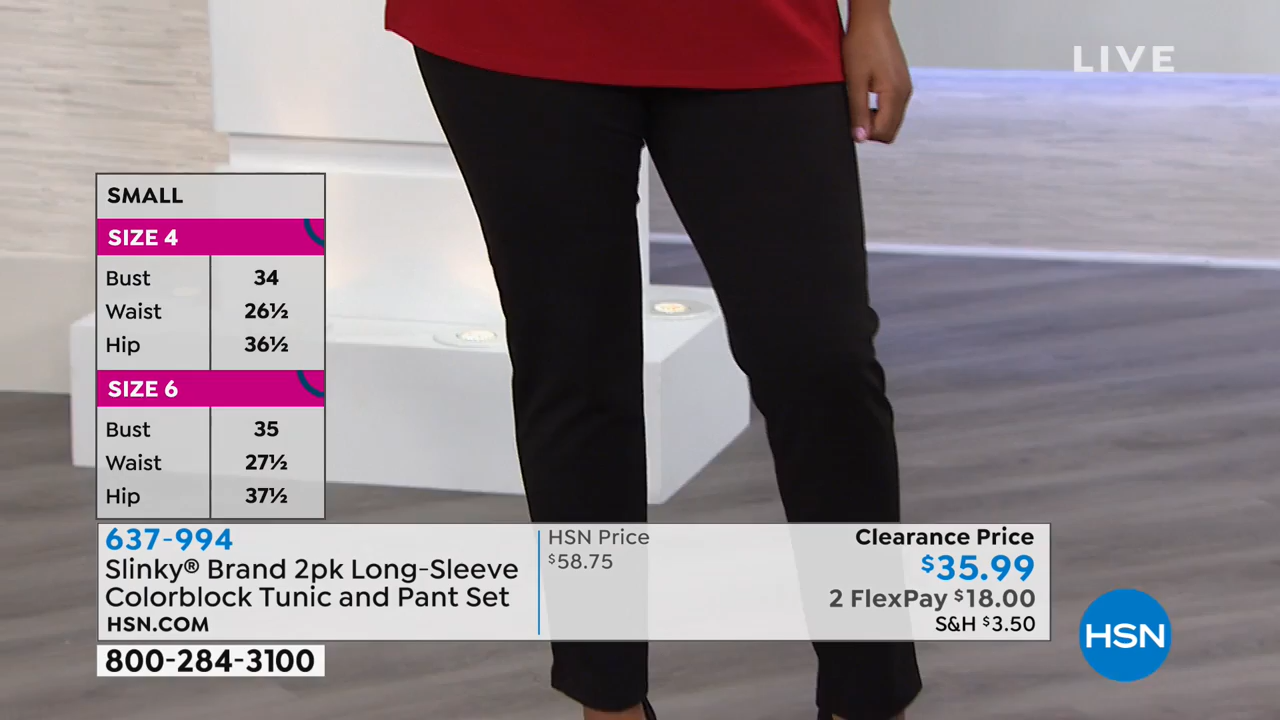 LIVE
SMALL
SIZE 4
Bust 34
Waist 26½
Hip 36½
SIZE 6
Bust 35
Waist 27½
Hip 37½
637-994
Slinky® Brand 2pk Long-Sleeve
Colorblock Tunic and Pant Set
HSN.COM
HSN Price
$58.75
Clearance Price
$35.99
2 FlexPay $18.00
S&H $3.50
800-284-3100
HSN